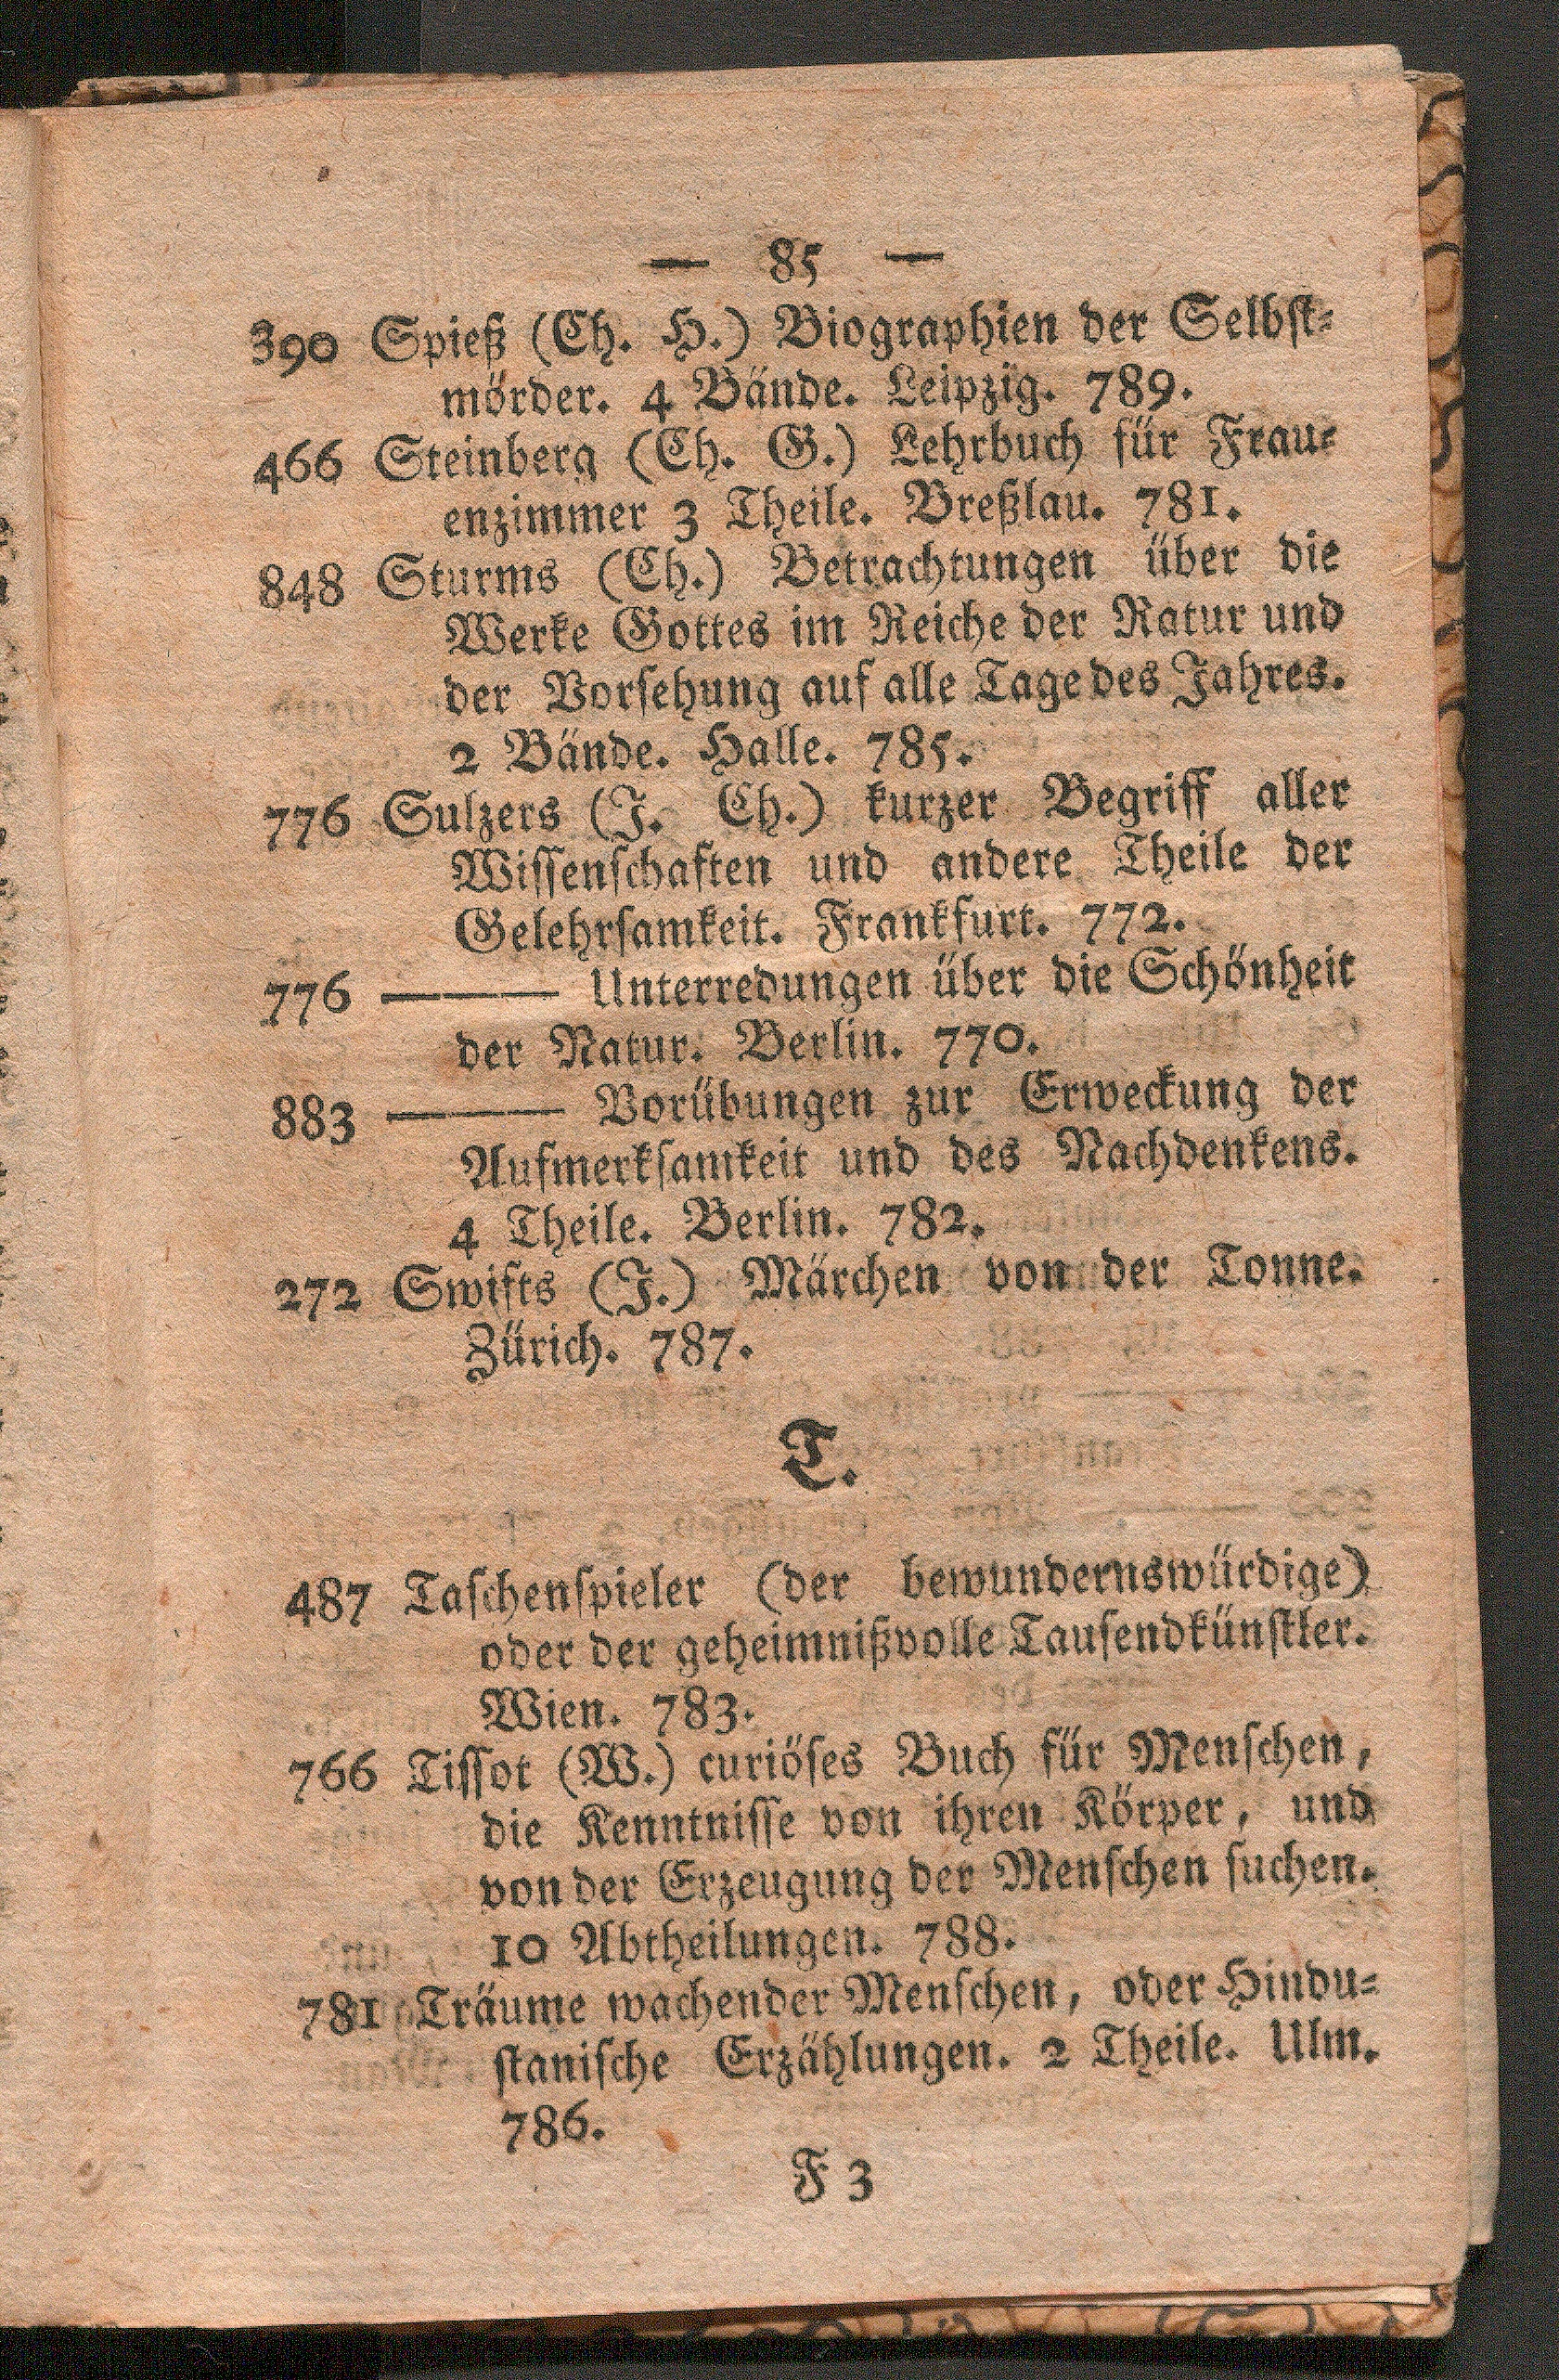 — 85 —
390 Spieß (Ch. H.) Biographien der Selbst-
mörder. 4 Bände. Leipzig. 789.
466 Steinberg (Ch. G.) Lehrbuch für Frau-
enzimmer 3 Theile. Breßlau. 781.
848 Sturms (Ch.) Betrachtungen über die
Werke Gottes im Reiche der Natur und
der Vorsehung auf alle Tage des Jahres.
2 Bände. Halle. 785.
776 Sulzers (J. Ch.) kurzer Begriff aller
Wissenschaften und andere Theile der
Gelehrsamkeit. Frankfurt. 772.
776 ——— Unterredungen über die Schönheit
der Natur. Berlin. 770.
883 ——— Vorübungen zur Erweckung der
Aufmerksamkeit und des Nachdenkens.
4 Theile. Berlin. 782.
272 Swifts (J.) Märchen von der Tonne.
Zürich. 787.
T.
487 Taschenspieler (der bewundernswürdige)
oder der geheimnißvolle Tausendkünstler.
Wien. 783.
766 Tissot (W.) curiöses Buch für Menschen,
die Kenntnisse von ihren Körper, und
von der Erzeugung der Menschen suchen.
10 Abtheilungen. 788.
781 Träume wachender Menschen, oder Hindu-
stanische Erzählungen. 2 Theile. Ulm.
786.
F 3